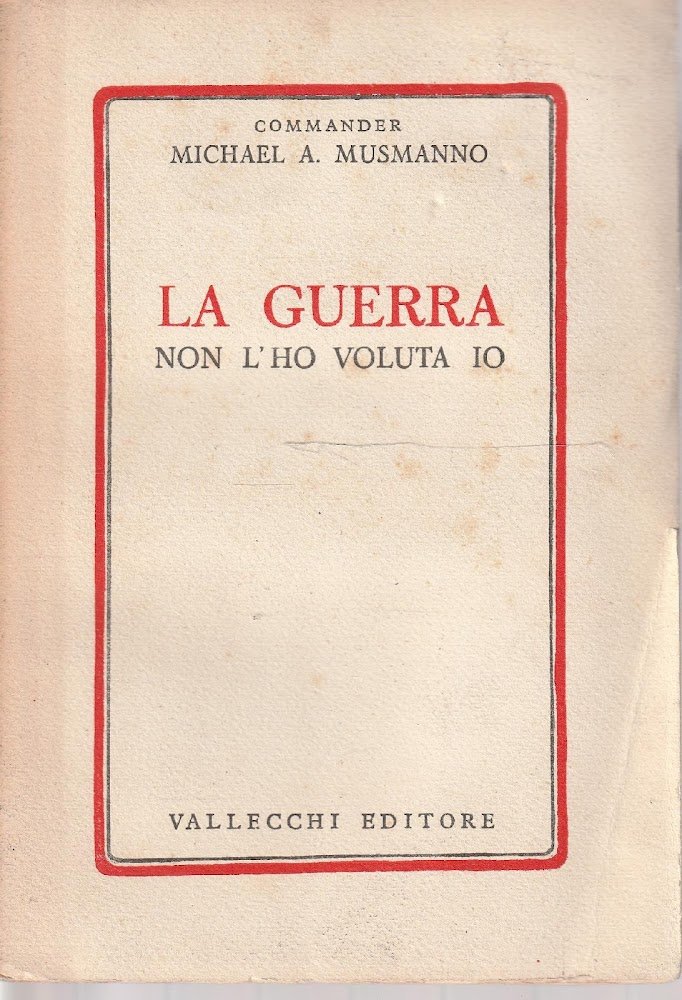 COMMANDER
MICHAEL A. MUSMANNO
LA GUERRA
NON L'HO VOLUTA IO
VALLECCHI EDITORE